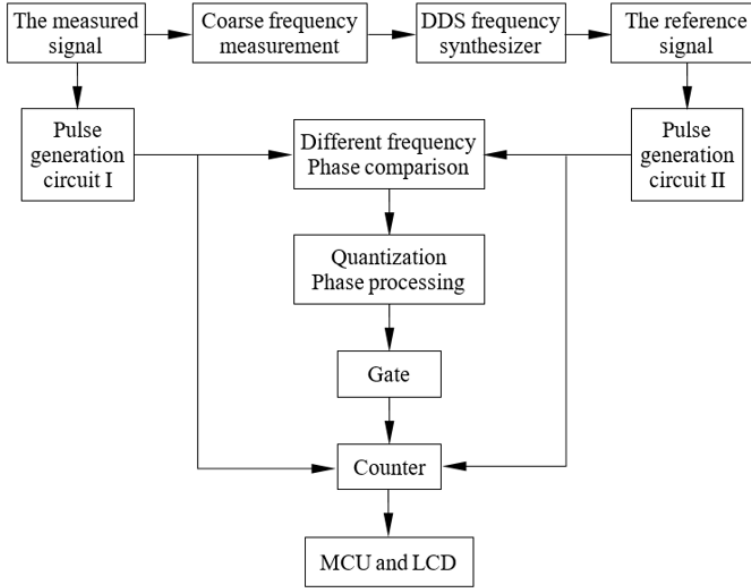 The measured
signal
Coarse frequency
measurement
DDS frequency
synthesizer
The reference
signal
Pulse
generation
circuit I
Different frequency
Phase comparison
Pulse
generation
circuit II
Quantization
Phase processing
Gate
Counter
MCU and LCD